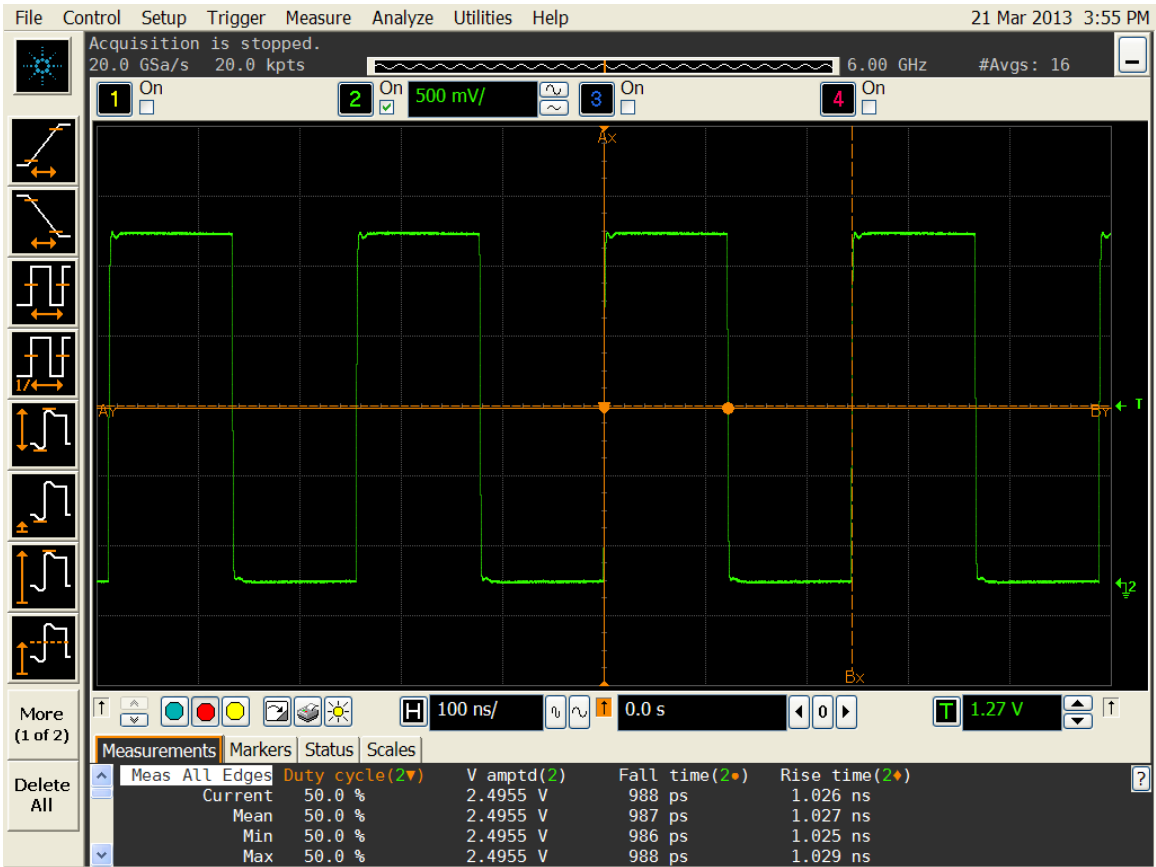 File Control Setup Trigger Measure Analyze Utilities Help 21 Mar 2013 3:55 PM
Acquisition is stopped.
20.0 GSa/s 20.0 kpts 6.00 GHz #Avgs: 16
1 On 2 On 500 mV/ 3 On 4 On
Ax
1/
AY BY T
2
Bx
More
(1 of 2)
Delete
All
H 100 ns/ 0.0 s 0 T 1.27 V
Measurements Markers Status Scales
Meas All Edges Duty cycle(2▼) V amptd(2) Fall time(2●) Rise time(2♦) ?
Current 50.0 % 2.4955 V 988 ps 1.026 ns
Mean 50.0 % 2.4955 V 987 ps 1.027 ns
Min 50.0 % 2.4955 V 986 ps 1.025 ns
Max 50.0 % 2.4955 V 988 ps 1.029 ns